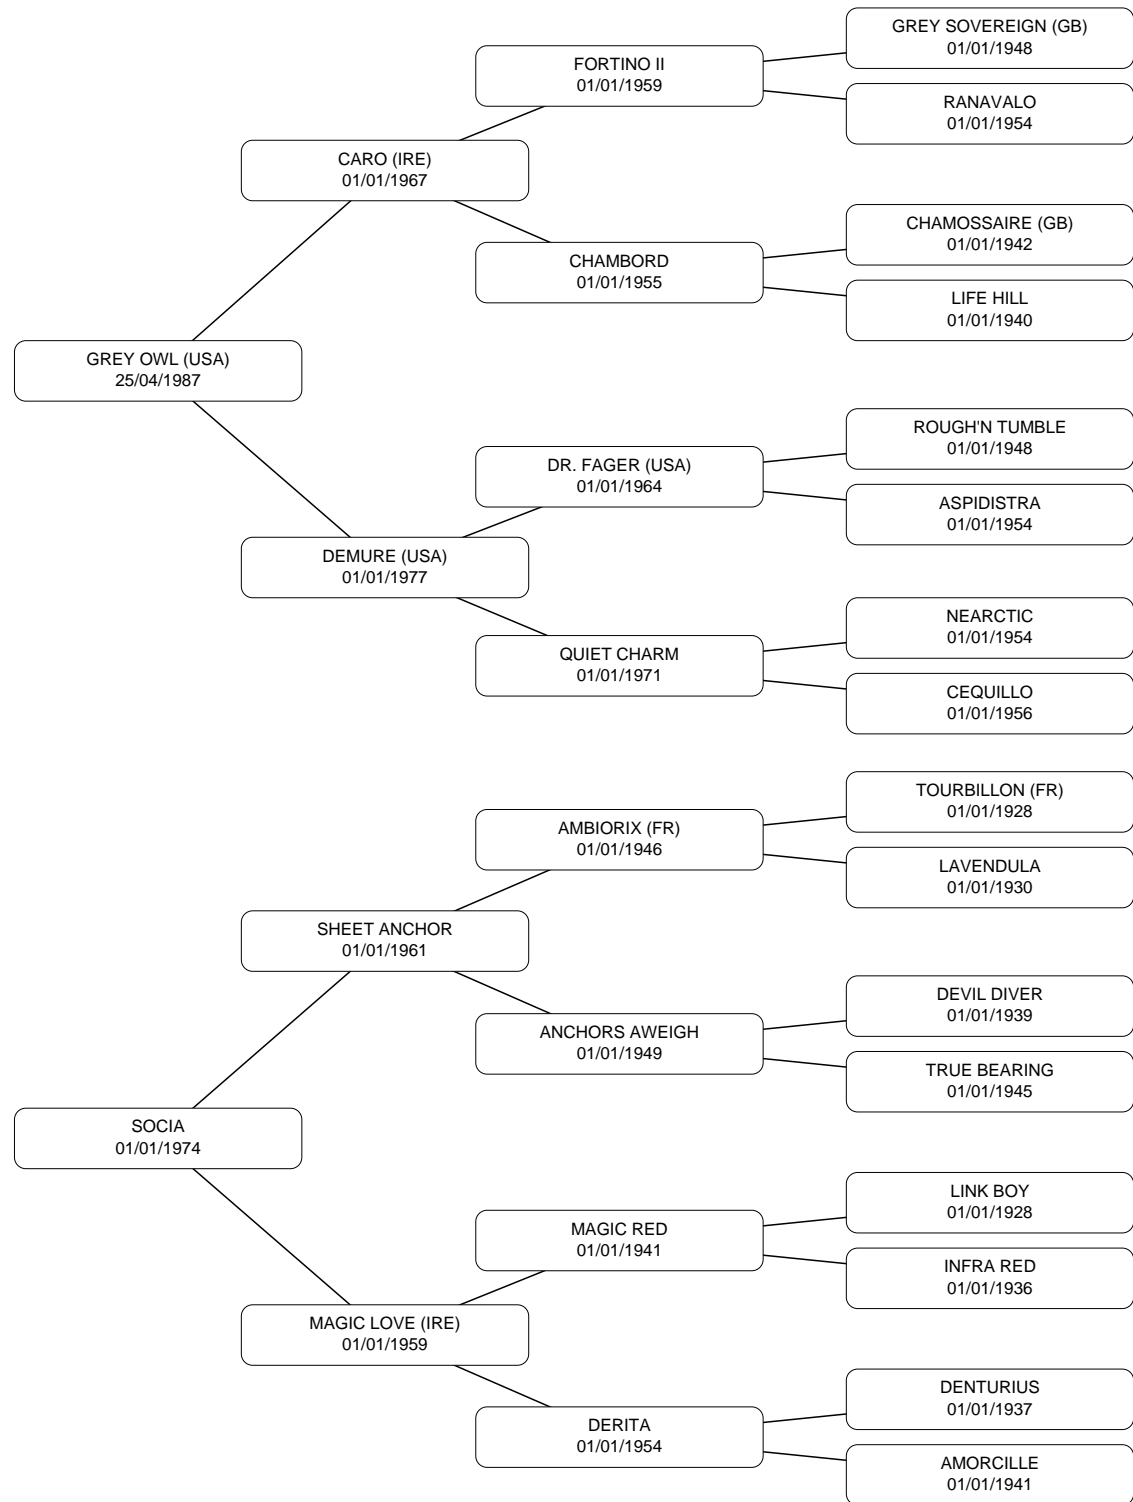 GREY SOVEREIGN (GB)
01/01/1948
FORTINO II
01/01/1959
RANAVALO
01/01/1954
CARO (IRE)
01/01/1967
CHAMOSSAIRE (GB)
01/01/1942
CHAMBORD
01/01/1955
LIFE HILL
01/01/1940
GREY OWL (USA)
25/04/1987
ROUGH'N TUMBLE
01/01/1948
DR. FAGER (USA)
01/01/1964
ASPIDISTRA
01/01/1954
DEMURE (USA)
01/01/1977
NEARCTIC
01/01/1954
QUIET CHARM
01/01/1971
CEQUILLO
01/01/1956
TOURBILLON (FR)
01/01/1928
AMBIORIX (FR)
01/01/1946
LAVENDULA
01/01/1930
SHEET ANCHOR
01/01/1961
DEVIL DIVER
01/01/1939
ANCHORS AWEIGH
01/01/1949
TRUE BEARING
01/01/1945
SOCIA
01/01/1974
LINK BOY
01/01/1928
MAGIC RED
01/01/1941
INFRA RED
01/01/1936
MAGIC LOVE (IRE)
01/01/1959
DENTURIUS
01/01/1937
DERITA
01/01/1954
AMORCILLE
01/01/1941